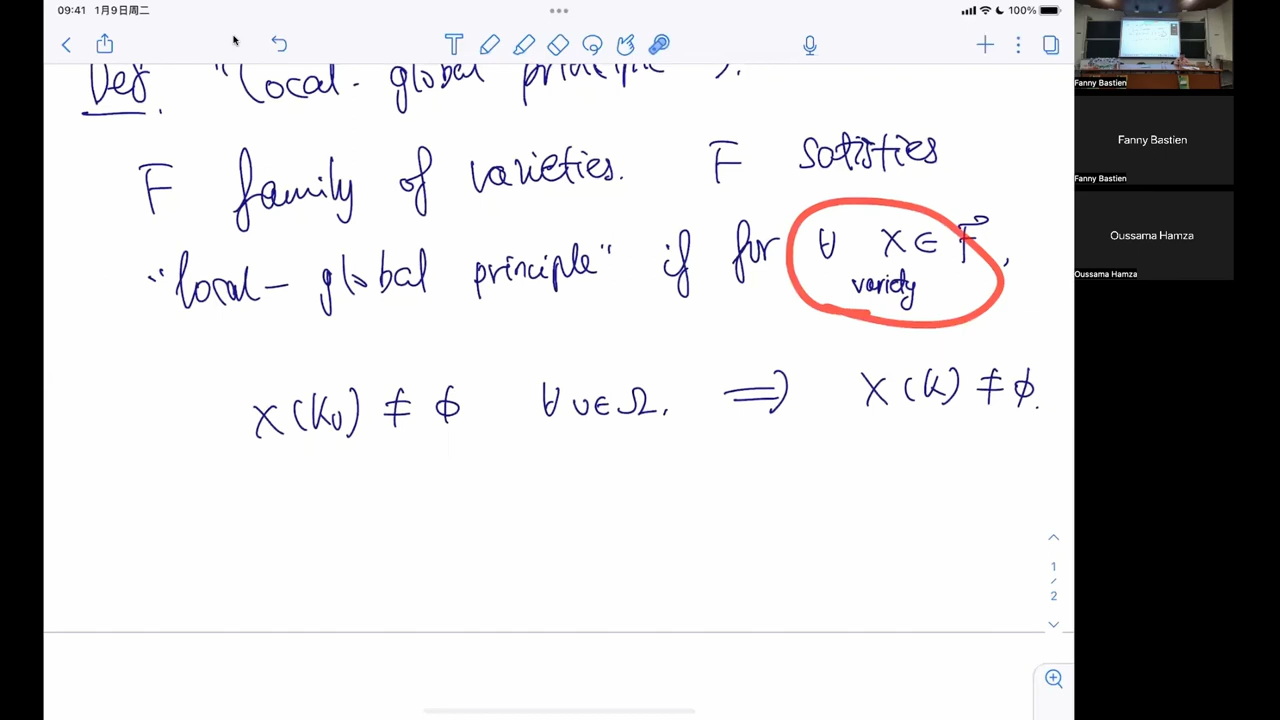 09:41 1月9日周二
100%
Def. "local-global principle").
F family of varieties. F satisfies
"local-global principle" if for ∀ X ∈ F,
variety
X(Kv) ≠ ∅ ∀ v ∈ Ω, ⟹ X(K) ≠ ∅.
1
/
2
Fanny Bastien
Fanny Bastien
Fanny Bastien
Oussama Hamza
Oussama Hamza